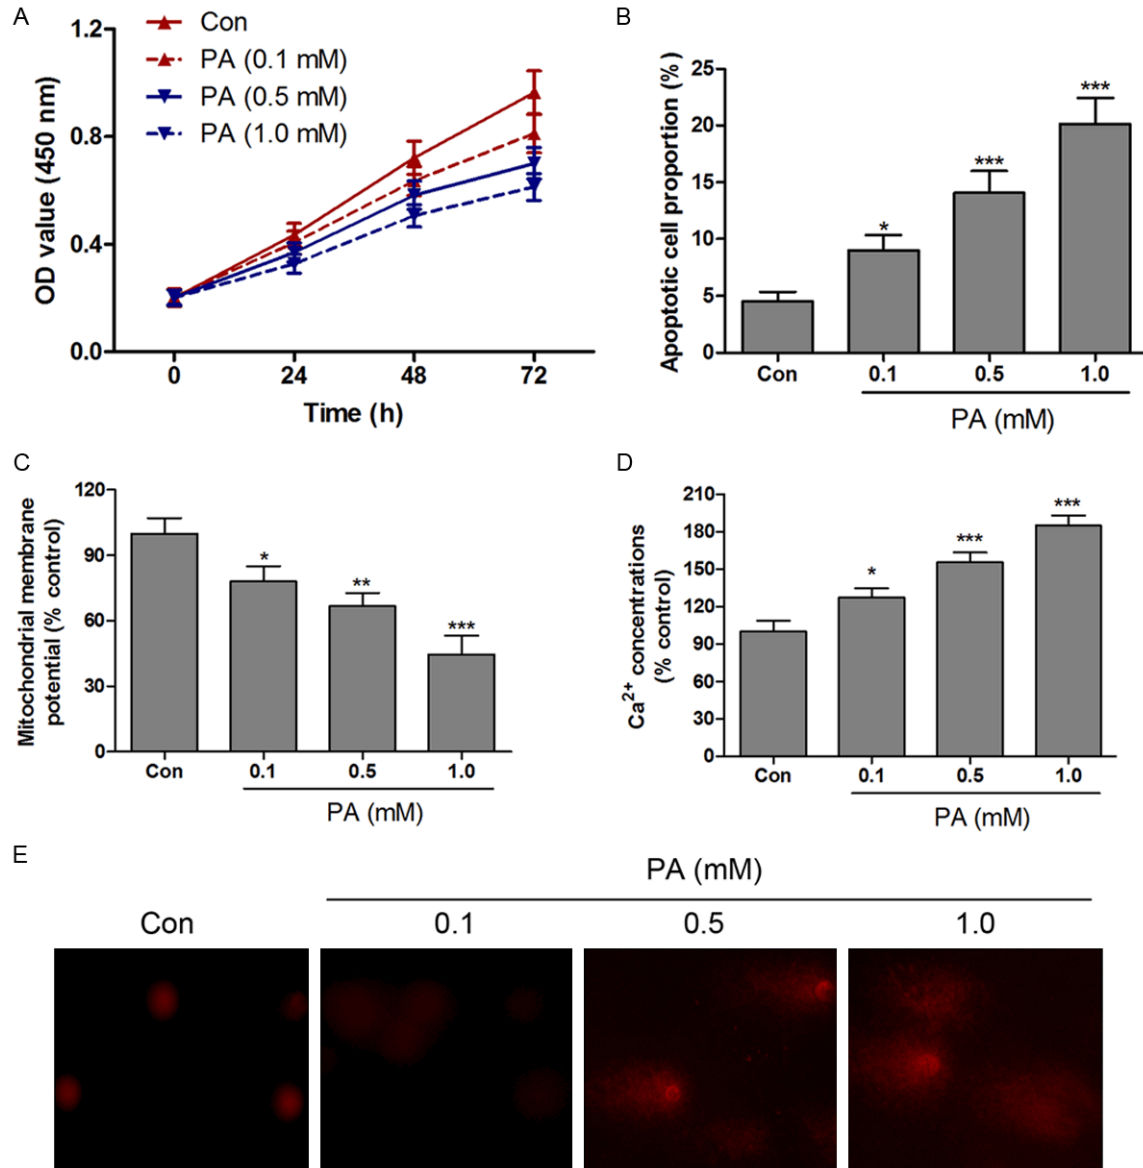 A
Con
PA (0.1 mM)
PA (0.5 mM)
PA (1.0 mM)
OD value (450 nm)
1.2
0.8
0.4
0.0
0 24 48 72
Time (h)
B
Apoptotic cell proportion (%)
25
20
15
10
5
0
*
***
***
Con 0.1 0.5 1.0
PA (mM)
C
Mitochondrial membrane
potential (% control)
120
90
60
30
0
*
**
***
Con 0.1 0.5 1.0
PA (mM)
D
Ca²⁺ concentrations
(% control)
210
180
150
120
90
60
30
0
*
***
***
Con 0.1 0.5 1.0
PA (mM)
E
PA (mM)
Con 0.1 0.5 1.0